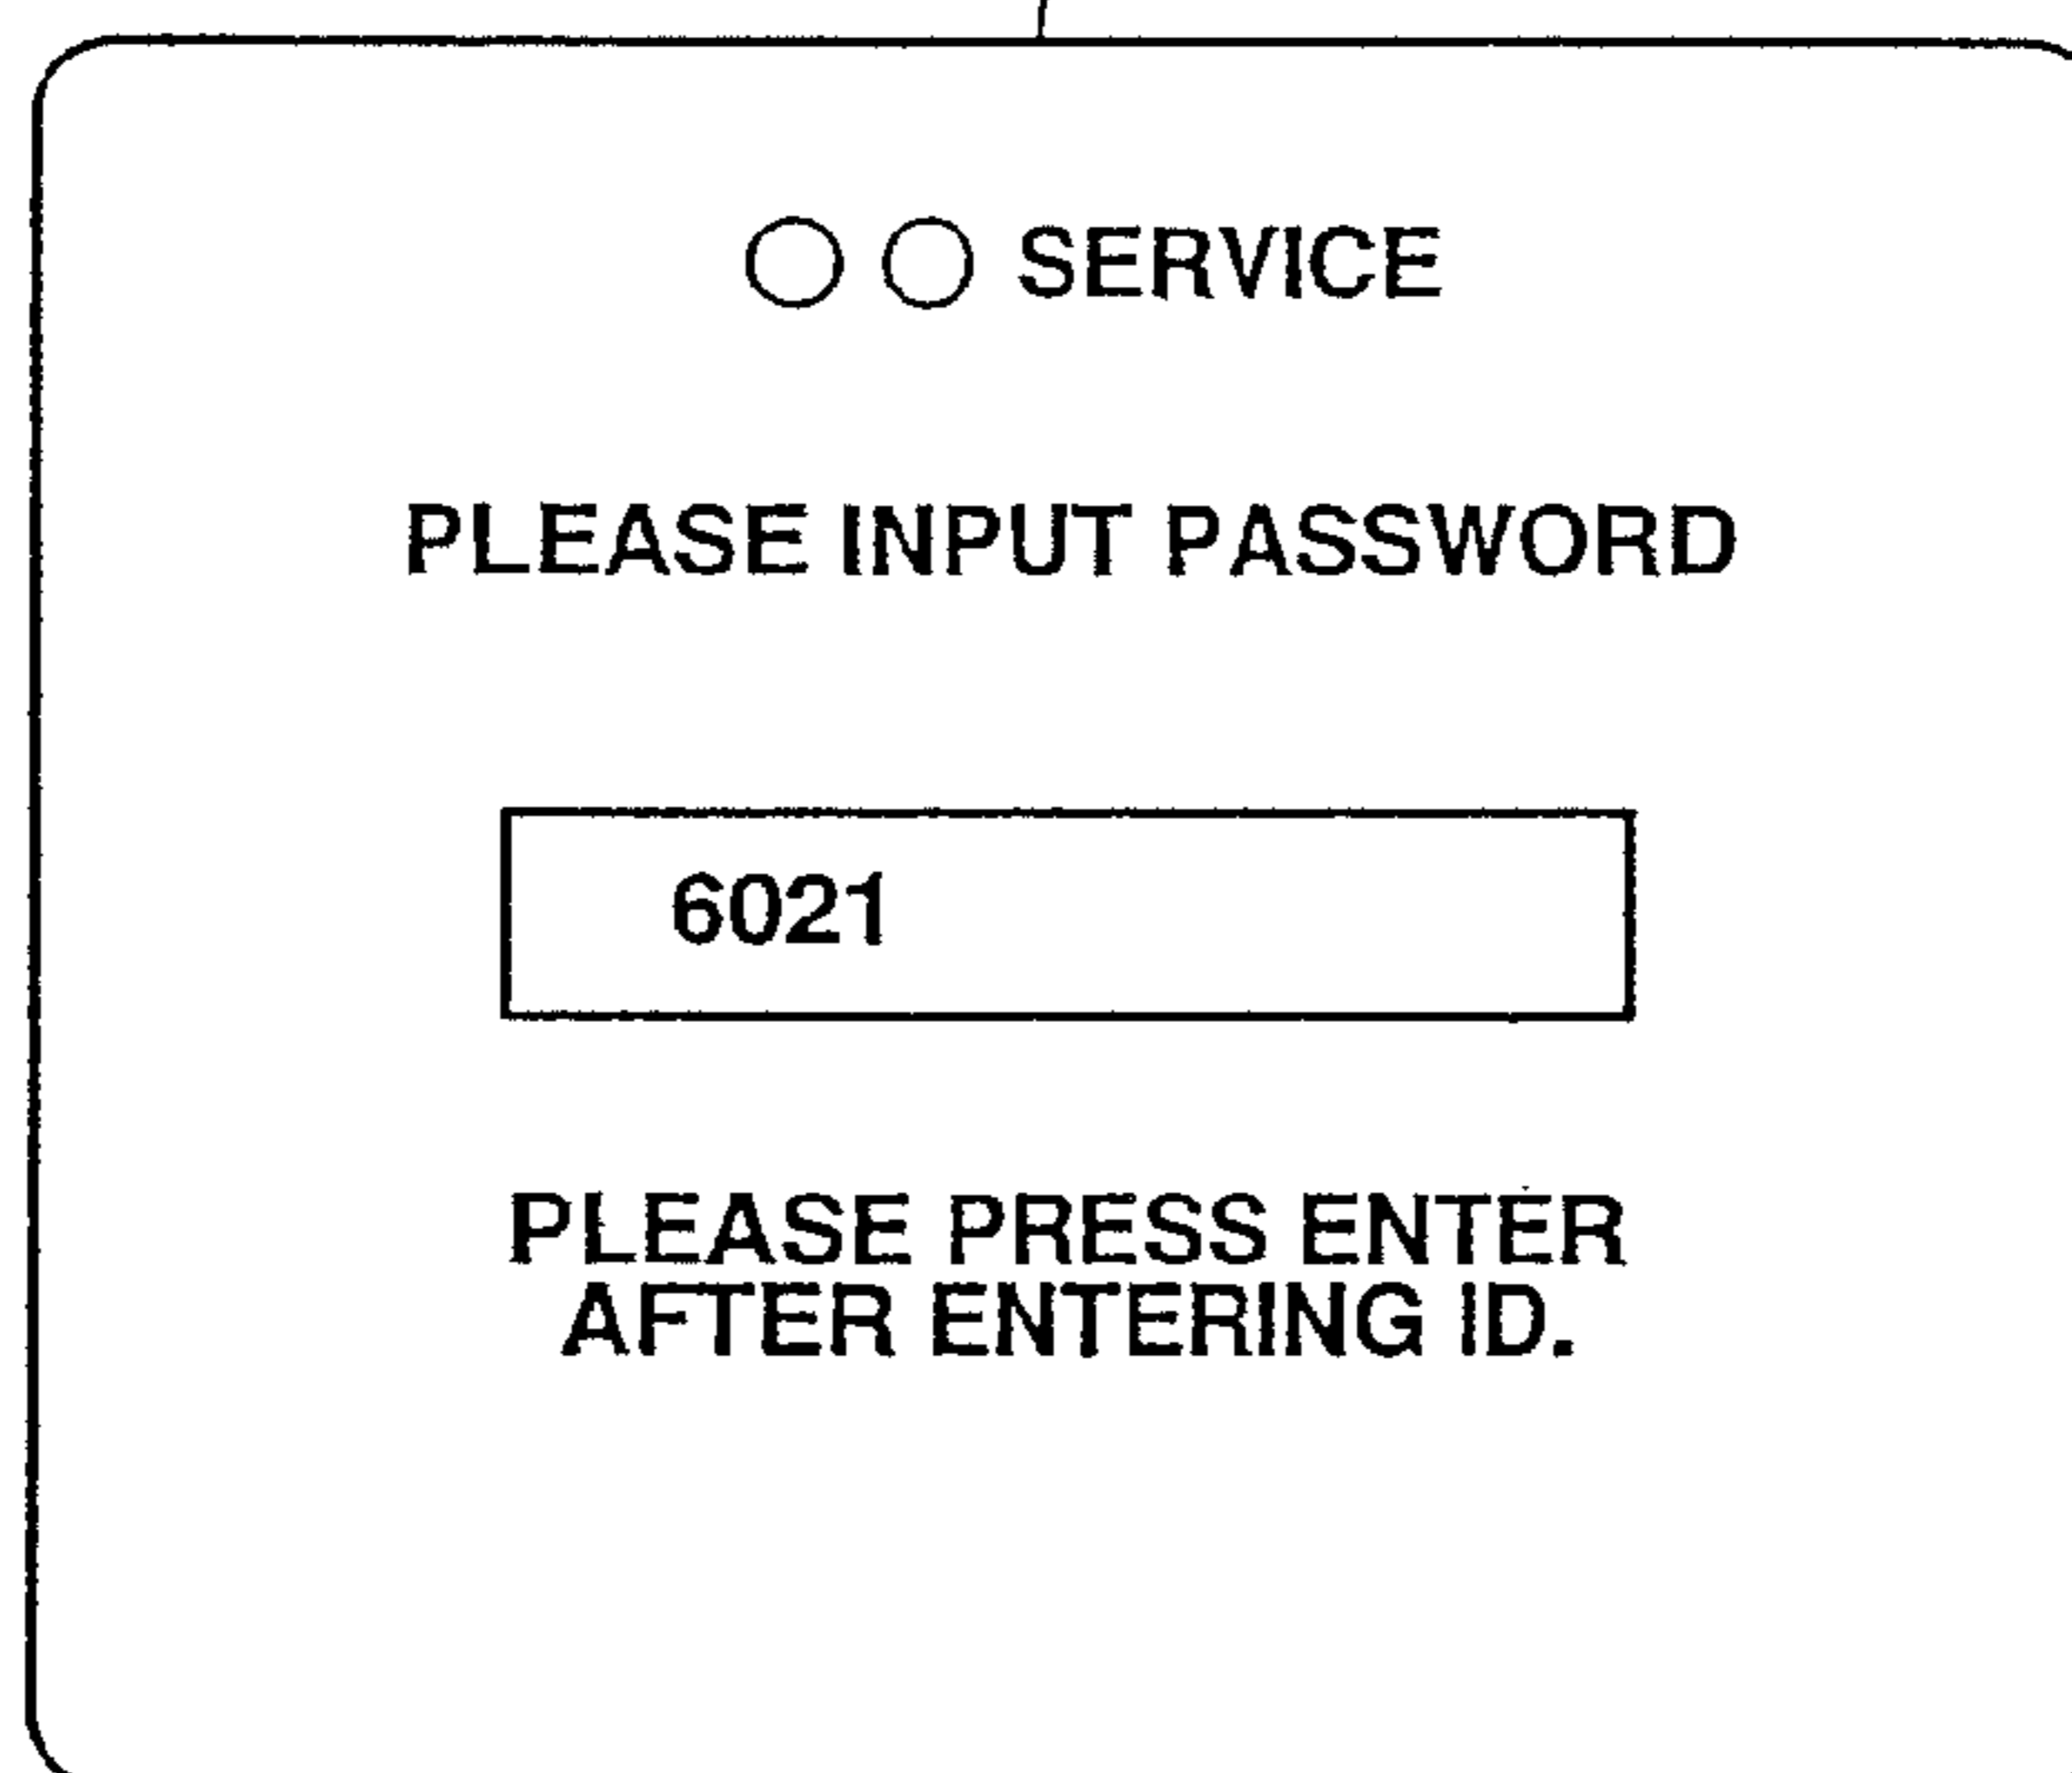 ○ ○ SERVICE
PLEASE INPUT PASSWORD
6021
PLEASE PRESS ENTER
AFTER ENTERING ID.